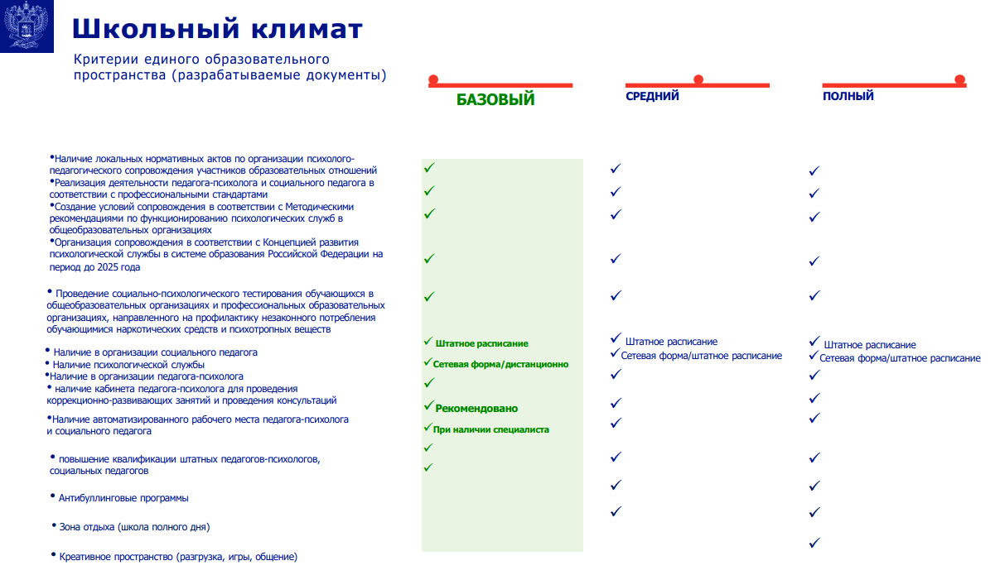 Школьный климат
Критерии единого образовательного
пространства (разрабатываемые документы)
БАЗОВЫЙ
СРЕДНИЙ
ПОЛНЫЙ
•Наличие локальных нормативных актов по организации психолого-
педагогического сопровождения участников образовательных отношений
•Реализация деятельности педагога-психолога и социального педагога в
соответствии с профессиональными стандартами
•Создание условий сопровождения в соответствии с Методическими
рекомендациями по функционированию психологических служб в
общеобразовательных организациях
•Организация сопровождения в соответствии с Концепцией развития
психологической службы в системе образования Российской Федерации на
период до 2025 года
• Проведение социально-психологического тестирования обучающихся в
общеобразовательных организациях и профессиональных образовательных
организациях, направленного на профилактику незаконного потребления
обучающимися наркотических средств и психотропных веществ
• Наличие в организации социального педагога
• Наличие психологической службы
•Наличие в организации педагога-психолога
• наличие кабинета педагога-психолога для проведения
коррекционно-развивающих занятий и проведения консультаций
•Наличие автоматизированного рабочего места педагога-психолога
и социального педагога
• повышение квалификации штатных педагогов-психологов,
социальных педагогов
• Антибуллинговые программы
• Зона отдыха (школа полного дня)
• Креативное пространство (разгрузка, игры, общение)
✓
✓
✓
✓
✓
✓ Штатное расписание
✓Сетевая форма/дистанционно
✓
✓Рекомендовано
✓При наличии специалиста
✓
✓
✓
✓
✓
✓
✓
✓ Штатное расписание
✓Сетевая форма/штатное расписание
✓
✓
✓
✓
✓
✓
✓
✓
✓
✓
✓
✓ Штатное расписание
✓Сетевая форма/штатное расписание
✓
✓
✓
✓
✓
✓
✓